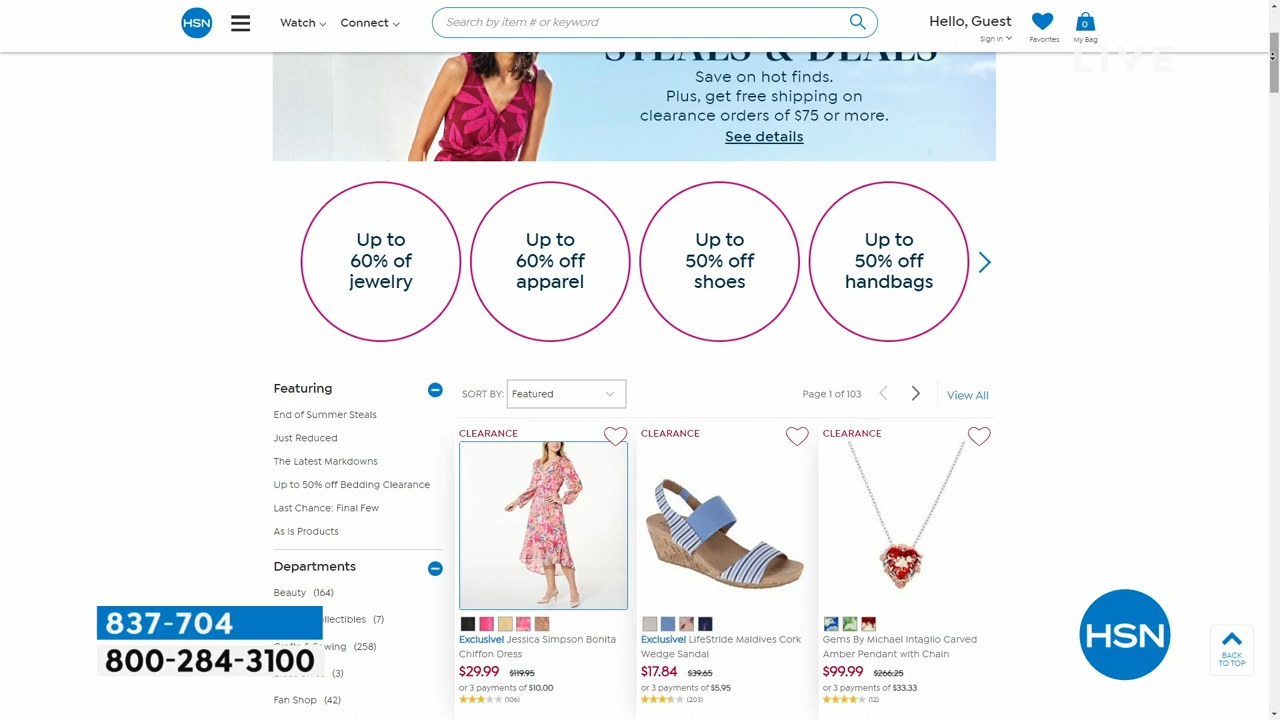 HSN
Watch
Connect
Search by item # or keyword
Hello, Guest
Sign In
Favorites
0
My Bag
LIVE
STEALS & DEALS
Save on hot finds.
Plus, get free shipping on
clearance orders of $75 or more.
See details
Up to
60% of
jewelry
Up to
60% off
apparel
Up to
50% off
shoes
Up to
50% off
handbags
Featuring
End of Summer Steals
Just Reduced
The Latest Markdowns
Up to 50% off Bedding Clearance
Last Chance: Final Few
As Is Products
Departments
Beauty (164)
(7)
(258)
(3)
Fan Shop (42)
SORT BY: Featured
Page 1 of 103
View All
CLEARANCE
Exclusive! Jessica Simpson Bonita
Chiffon Dress
$29.99 $119.95
or 3 payments of $10.00
(106)
CLEARANCE
Exclusive! LifeStride Maldives Cork
Wedge Sandal
$17.84 $39.65
or 3 payments of $5.95
(203)
CLEARANCE
Gems By Michael Intaglio Carved
Amber Pendant with Chain
$99.99 $266.25
or 3 payments of $33.33
(12)
837-704
800-284-3100
HSN
BACK
TO TOP